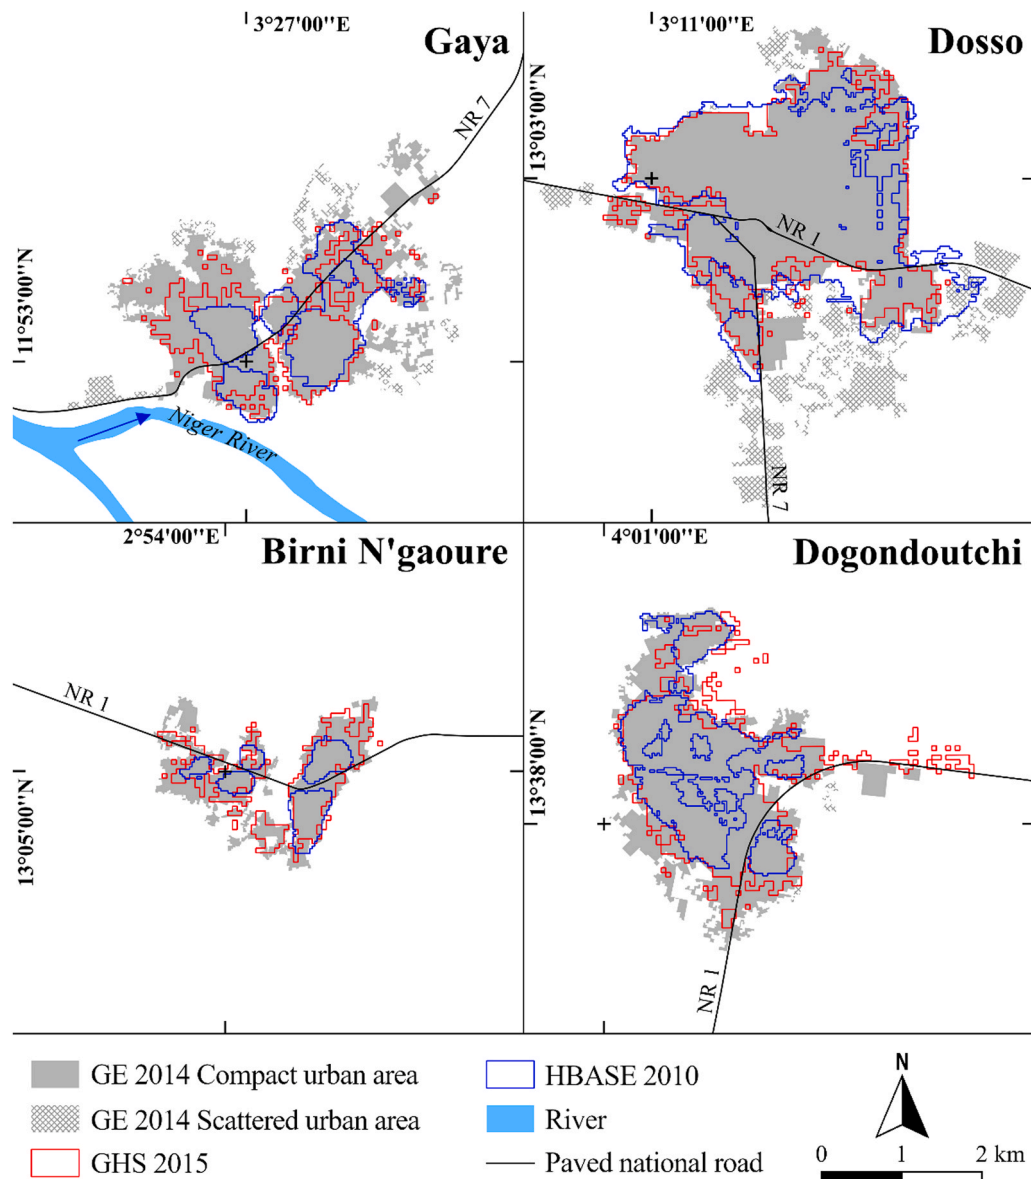 3°27'00''E
Gaya
NR 7
11°53'00''N
Niger River
3°11'00''E
Dosso
13°03'00''N
NR 1
NR 7
2°54'00''E
Birni N'gaoure
NR 1
13°05'00''N
4°01'00''E
Dogondoutchi
13°38'00''N
NR 1
GE 2014 Compact urban area
GE 2014 Scattered urban area
GHS 2015
HBASE 2010
River
Paved national road
N
0 1 2 km